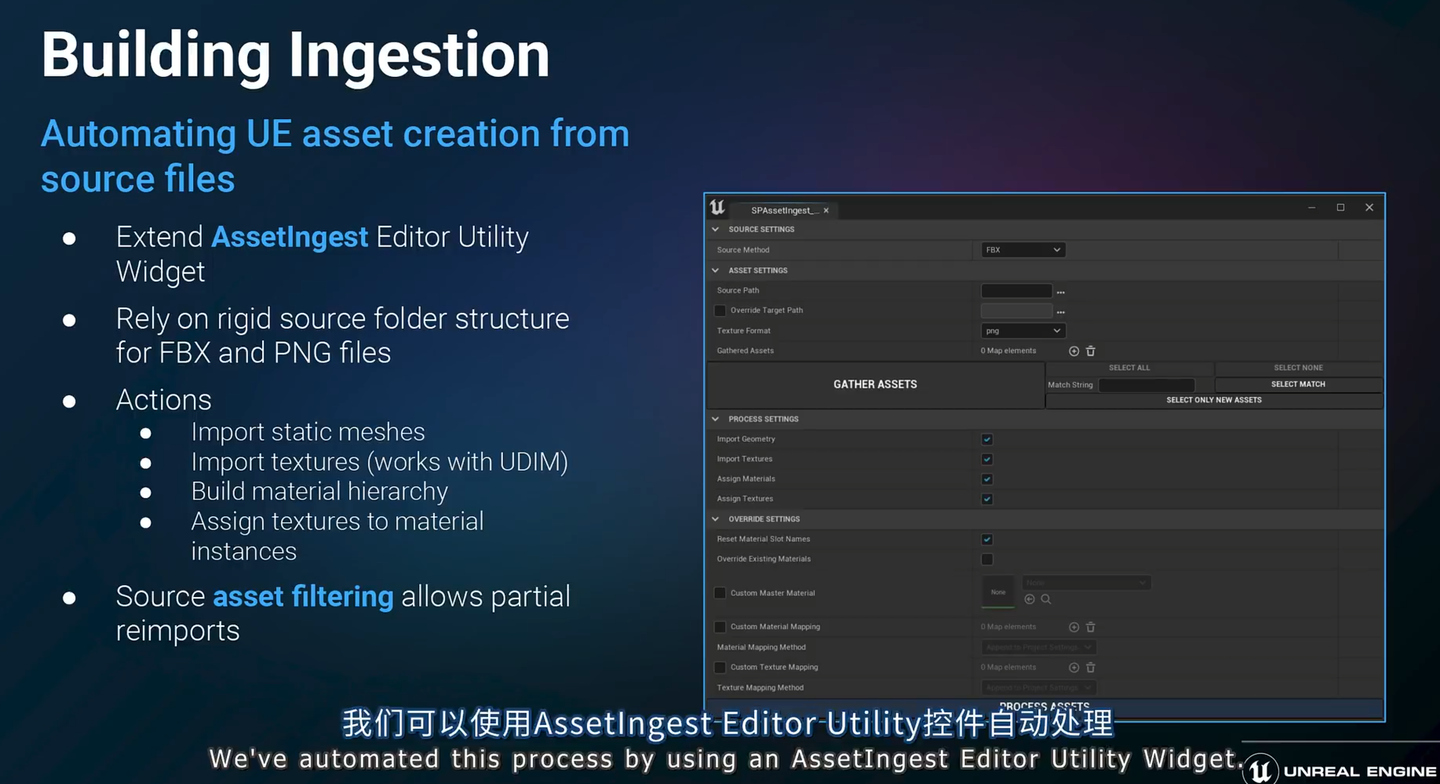 Building Ingestion
Automating UE asset creation from
source files
● Extend AssetIngest Editor Utility
Widget
● Rely on rigid source folder structure
for FBX and PNG files
● Actions
● Import static meshes
● Import textures (works with UDIM)
● Build material hierarchy
● Assign textures to material
instances
● Source asset filtering allows partial
reimports
SPAssetIngest_...
SOURCE SETTINGS
Source Method FBX
ASSET SETTINGS
Source Path
Override Target Path
Texture Format png
Gathered Assets 0 Map elements
GATHER ASSETS
SELECT ALL SELECT NONE
Match String SELECT MATCH
SELECT ONLY NEW ASSETS
PROCESS SETTINGS
Import Geometry
Import Textures
Assign Materials
Assign Textures
OVERRIDE SETTINGS
Reset Material Slot Names
Override Existing Materials
Custom Master Material None None
Custom Material Mapping 0 Map elements
Material Mapping Method Append to Project Settings
Custom Texture Mapping 0 Map elements
Texture Mapping Method Append to Project Settings
PROCESS ASSETS
我们可以使用AssetIngest Editor Utility控件自动处理
We've automated this process by using an AssetIngest Editor Utility Widget.
UNREAL ENGINE